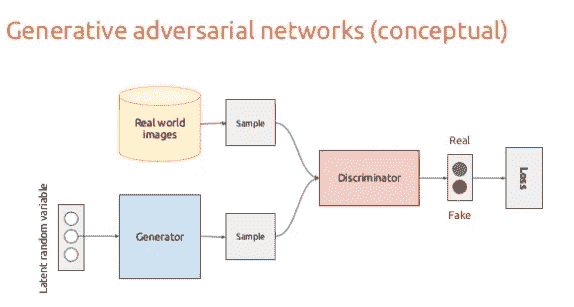 Generative adversarial networks (conceptual)
Real world
images
Sample
Real
Discriminator
Loss
Fake
Latent random variable
Generator
Sample